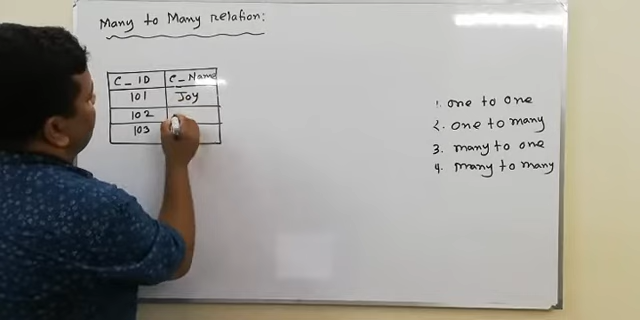 Many to Many relation:
C_ID C_Name
101 Joy
102
103
1. one to one
2. one to many
3. many to one
4. many to many